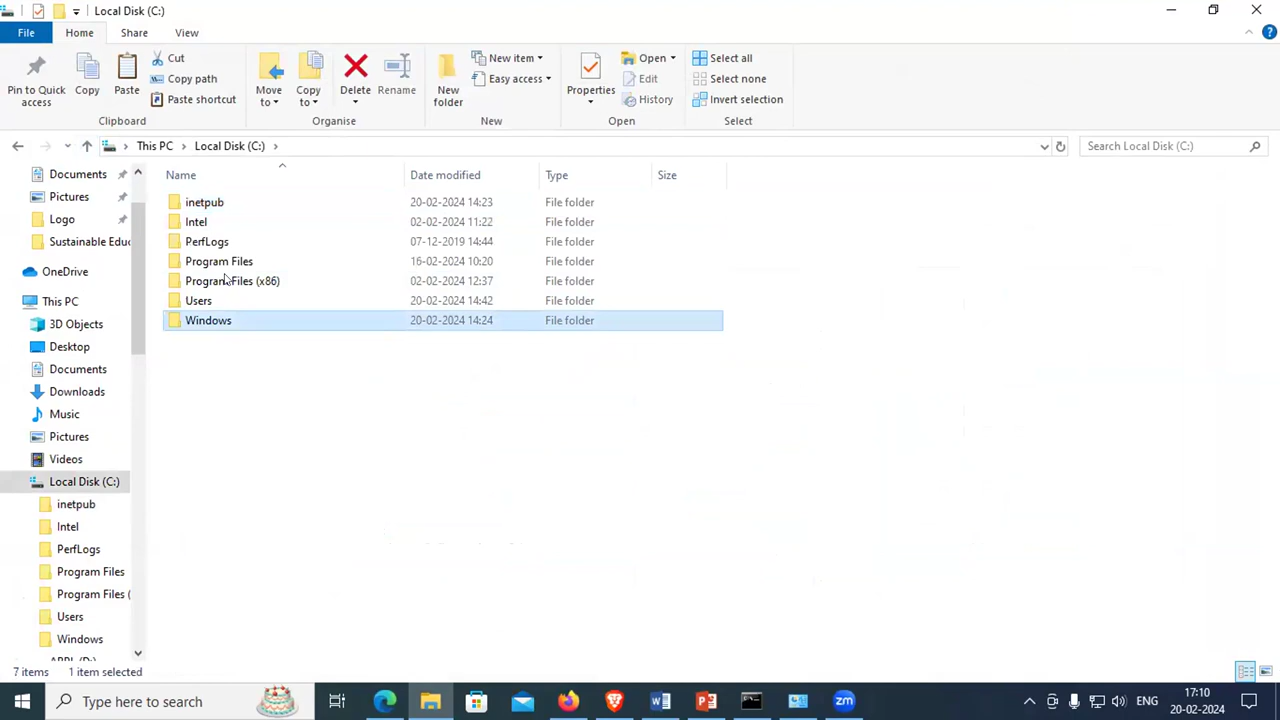 Local Disk (C:)
File Home Share View
Pin to Quick access
Copy
Paste
Cut
Copy path
Paste shortcut
Clipboard
Move to
Copy to
Delete
Rename
Organise
New folder
New item
Easy access
New
Properties
Open
Edit
History
Open
Select all
Select none
Invert selection
Select
This PC Local Disk (C:)
Search Local Disk (C:)
Documents
Pictures
Logo
Sustainable Edu
OneDrive
This PC
3D Objects
Desktop
Documents
Downloads
Music
Pictures
Videos
Local Disk (C:)
inetpub
Intel
PerfLogs
Program Files
Program Files (
Users
Windows
Name Date modified Type Size
inetpub 20-02-2024 14:23 File folder
Intel 02-02-2024 11:22 File folder
PerfLogs 07-12-2019 14:44 File folder
Program Files 16-02-2024 10:20 File folder
Program Files (x86) 02-02-2024 12:37 File folder
Users 20-02-2024 14:42 File folder
Windows 20-02-2024 14:24 File folder
7 items 1 item selected
Type here to search
zm
ENG
17:10
20-02-2024